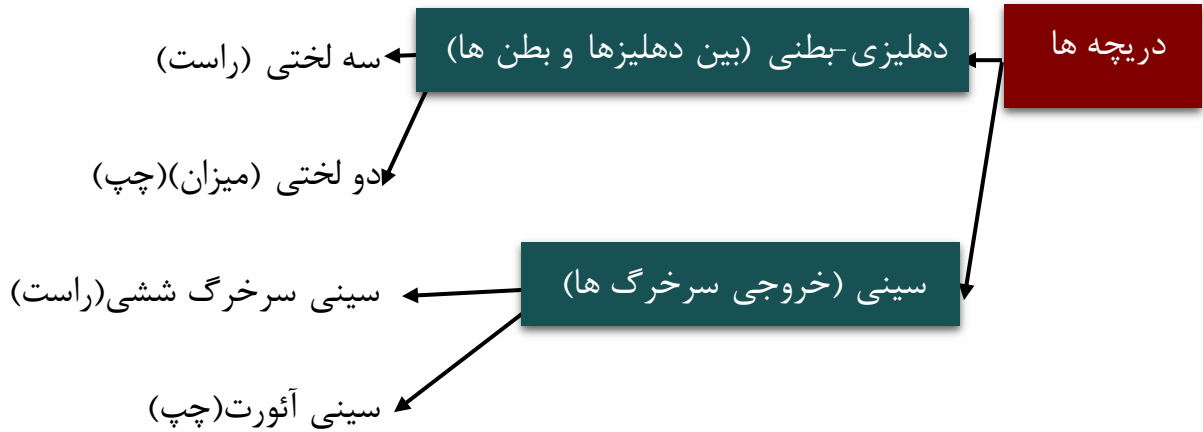 دریچه ها
دهلیزی-بطنی (بین دهلیزها و بطن ها)
سه لختی (راست)
دو لختی (میزان)(چپ)
سینی (خروجی سرخرگ ها)
سینی سرخرگ ششی(راست)
سینی آئورت(چپ)